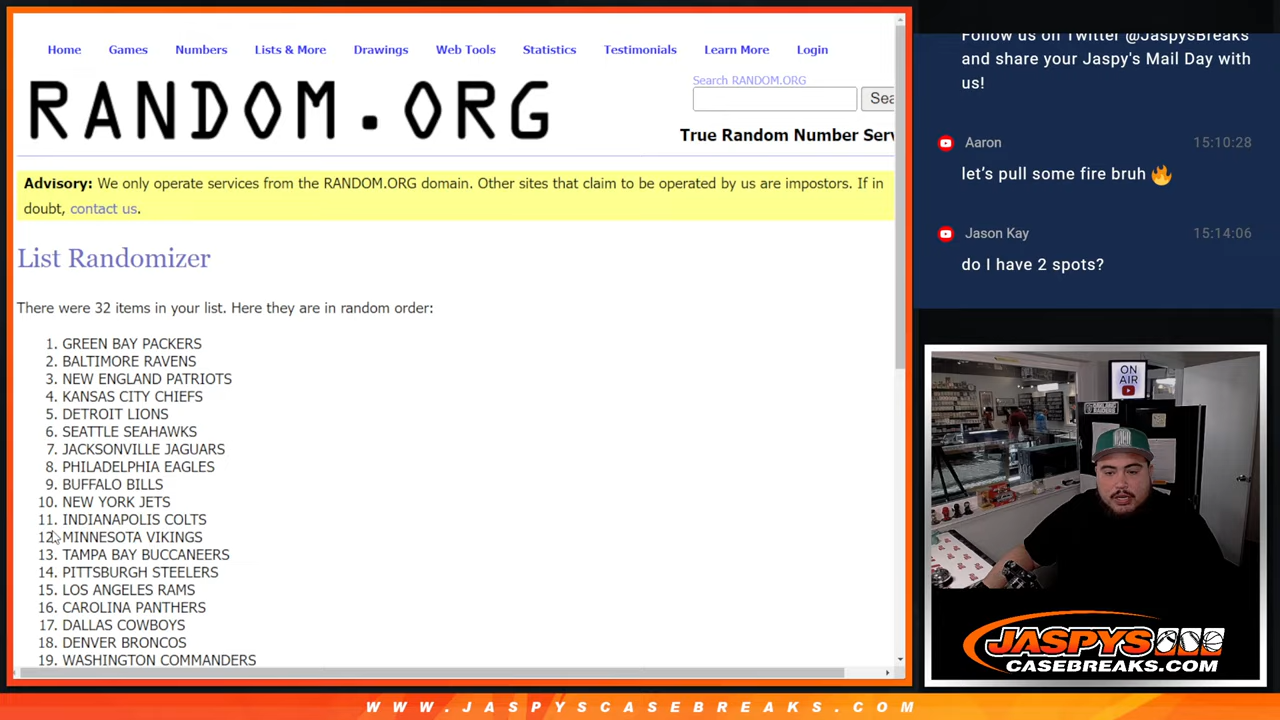 Home Games Numbers Lists & More Drawings Web Tools Statistics Testimonials Learn More Login
RANDOM.ORG
Search RANDOM.ORG
Sea
True Random Number Serv
Advisory: We only operate services from the RANDOM.ORG domain. Other sites that claim to be operated by us are impostors. If in
doubt, contact us.
List Randomizer
There were 32 items in your list. Here they are in random order:
1. GREEN BAY PACKERS
2. BALTIMORE RAVENS
3. NEW ENGLAND PATRIOTS
4. KANSAS CITY CHIEFS
5. DETROIT LIONS
6. SEATTLE SEAHAWKS
7. JACKSONVILLE JAGUARS
8. PHILADELPHIA EAGLES
9. BUFFALO BILLS
10. NEW YORK JETS
11. INDIANAPOLIS COLTS
12. MINNESOTA VIKINGS
13. TAMPA BAY BUCCANEERS
14. PITTSBURGH STEELERS
15. LOS ANGELES RAMS
16. CAROLINA PANTHERS
17. DALLAS COWBOYS
18. DENVER BRONCOS
19. WASHINGTON COMMANDERS
Follow us on Twitter @JaspysBreaks
and share your Jaspy's Mail Day with
us!
Aaron 15:10:28
let's pull some fire bruh 🔥
Jason Kay 15:14:06
do I have 2 spots?
ON
AIR
JASPYS
CASEBREAKS.COM
WWW.JASPYSCASEBREAKS.COM